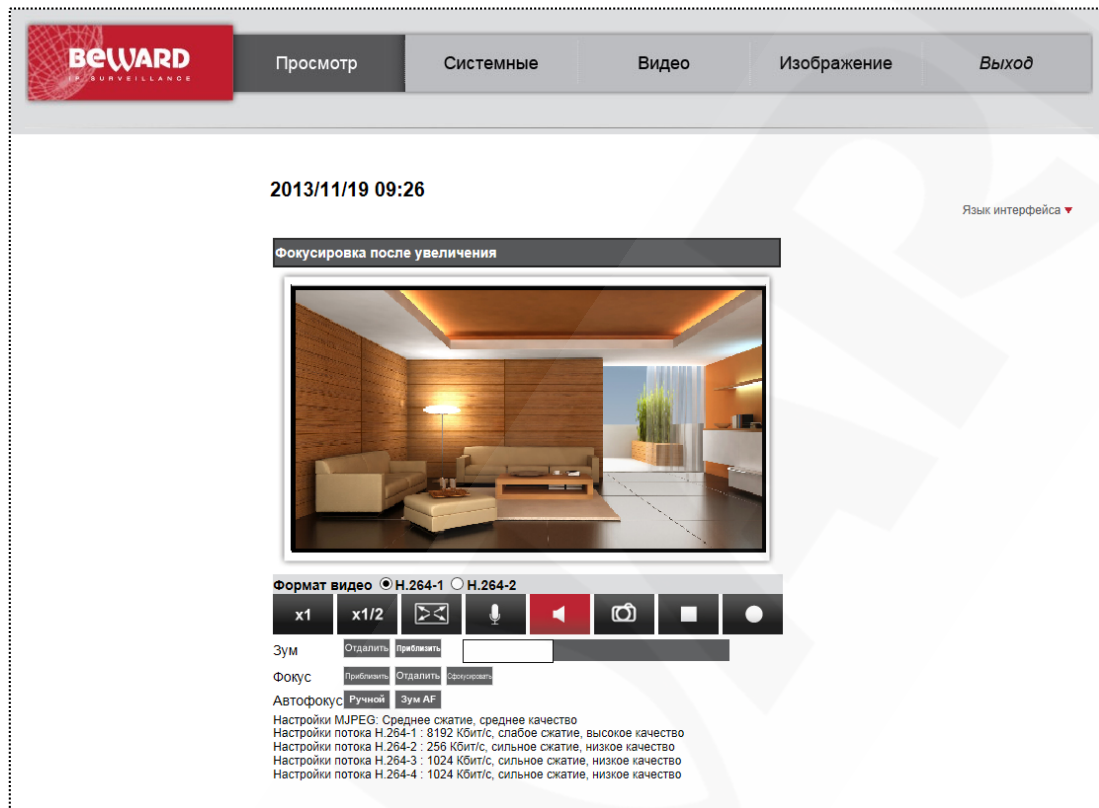 BEWARD
IP SURVEILLANCE
Просмотр Системные Видео Изображение Выход
2013/11/19 09:26
Язык интерфейса
Фокусировка после увеличения
Формат видео H.264-1 H.264-2
x1 x1/2
Зум Отдалить Приблизить
Фокус Приблизить Отдалить Сфокусировать
Автофокус Ручной Зум AF
Настройки MJPEG: Среднее сжатие, среднее качество
Настройки потока H.264-1 : 8192 Кбит/с, слабое сжатие, высокое качество
Настройки потока H.264-2 : 256 Кбит/с, сильное сжатие, низкое качество
Настройки потока H.264-3 : 1024 Кбит/с, сильное сжатие, низкое качество
Настройки потока H.264-4 : 1024 Кбит/с, сильное сжатие, низкое качество